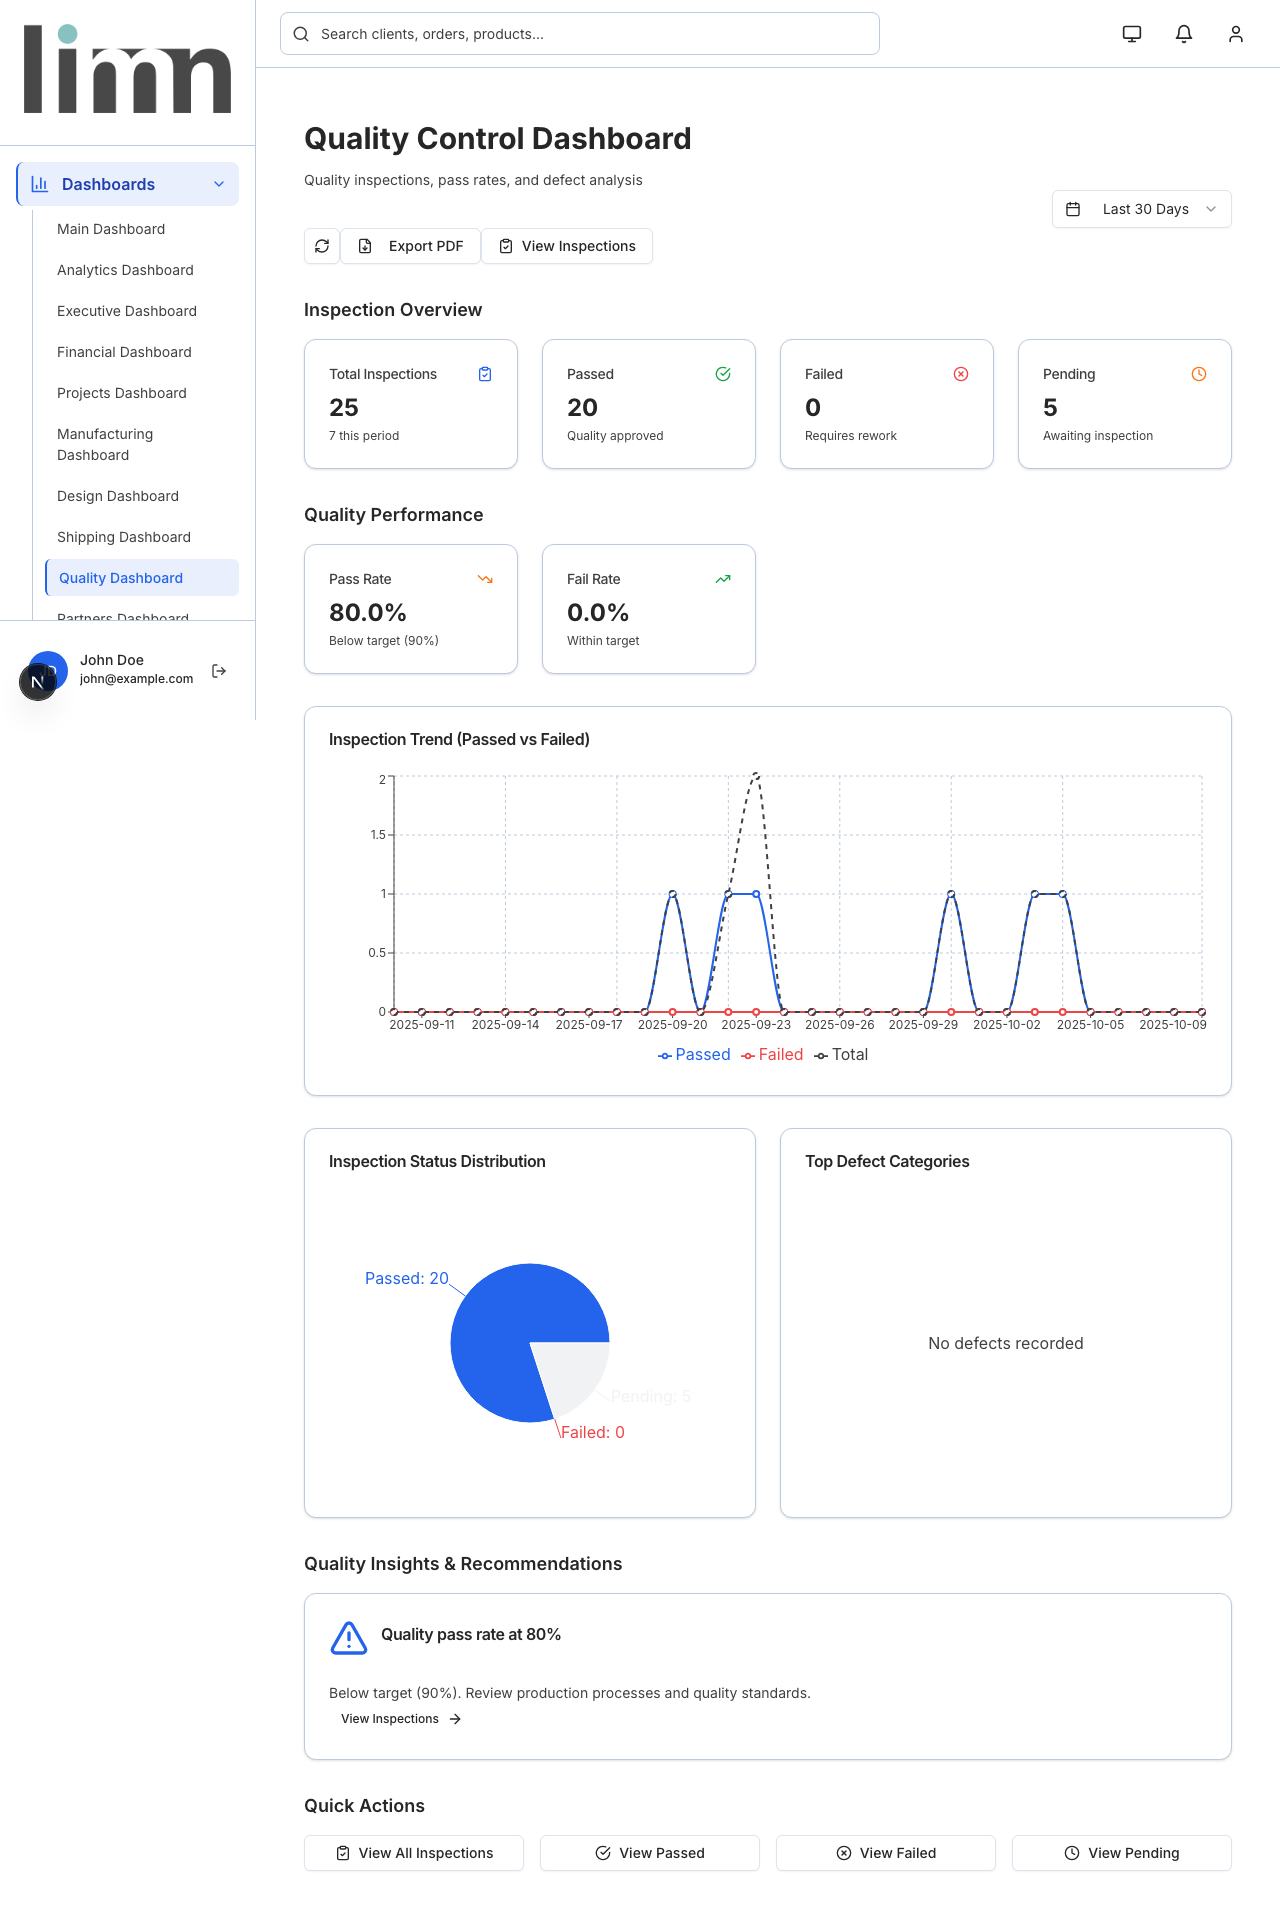 limn
Search clients, orders, products...
Dashboards
Main Dashboard
Analytics Dashboard
Executive Dashboard
Financial Dashboard
Projects Dashboard
Manufacturing
Dashboard
Design Dashboard
Shipping Dashboard
Quality Dashboard
Partners Dashboard
John Doe
john@example.com
N
Quality Control Dashboard
Quality inspections, pass rates, and defect analysis
Last 30 Days
Export PDF
View Inspections
Inspection Overview
Total Inspections
25
7 this period
Passed
20
Quality approved
Failed
0
Requires rework
Pending
5
Awaiting inspection
Quality Performance
Pass Rate
80.0%
Below target (90%)
Fail Rate
0.0%
Within target
Inspection Trend (Passed vs Failed)
2
1.5
1
0.5
0
2025-09-11 2025-09-14 2025-09-17 2025-09-20 2025-09-23 2025-09-26 2025-09-29 2025-10-02 2025-10-05 2025-10-09
Passed Failed Total
Inspection Status Distribution
Passed: 20
Pending: 5
Failed: 0
Top Defect Categories
No defects recorded
Quality Insights & Recommendations
Quality pass rate at 80%
Below target (90%). Review production processes and quality standards.
View Inspections
Quick Actions
View All Inspections
View Passed
View Failed
View Pending